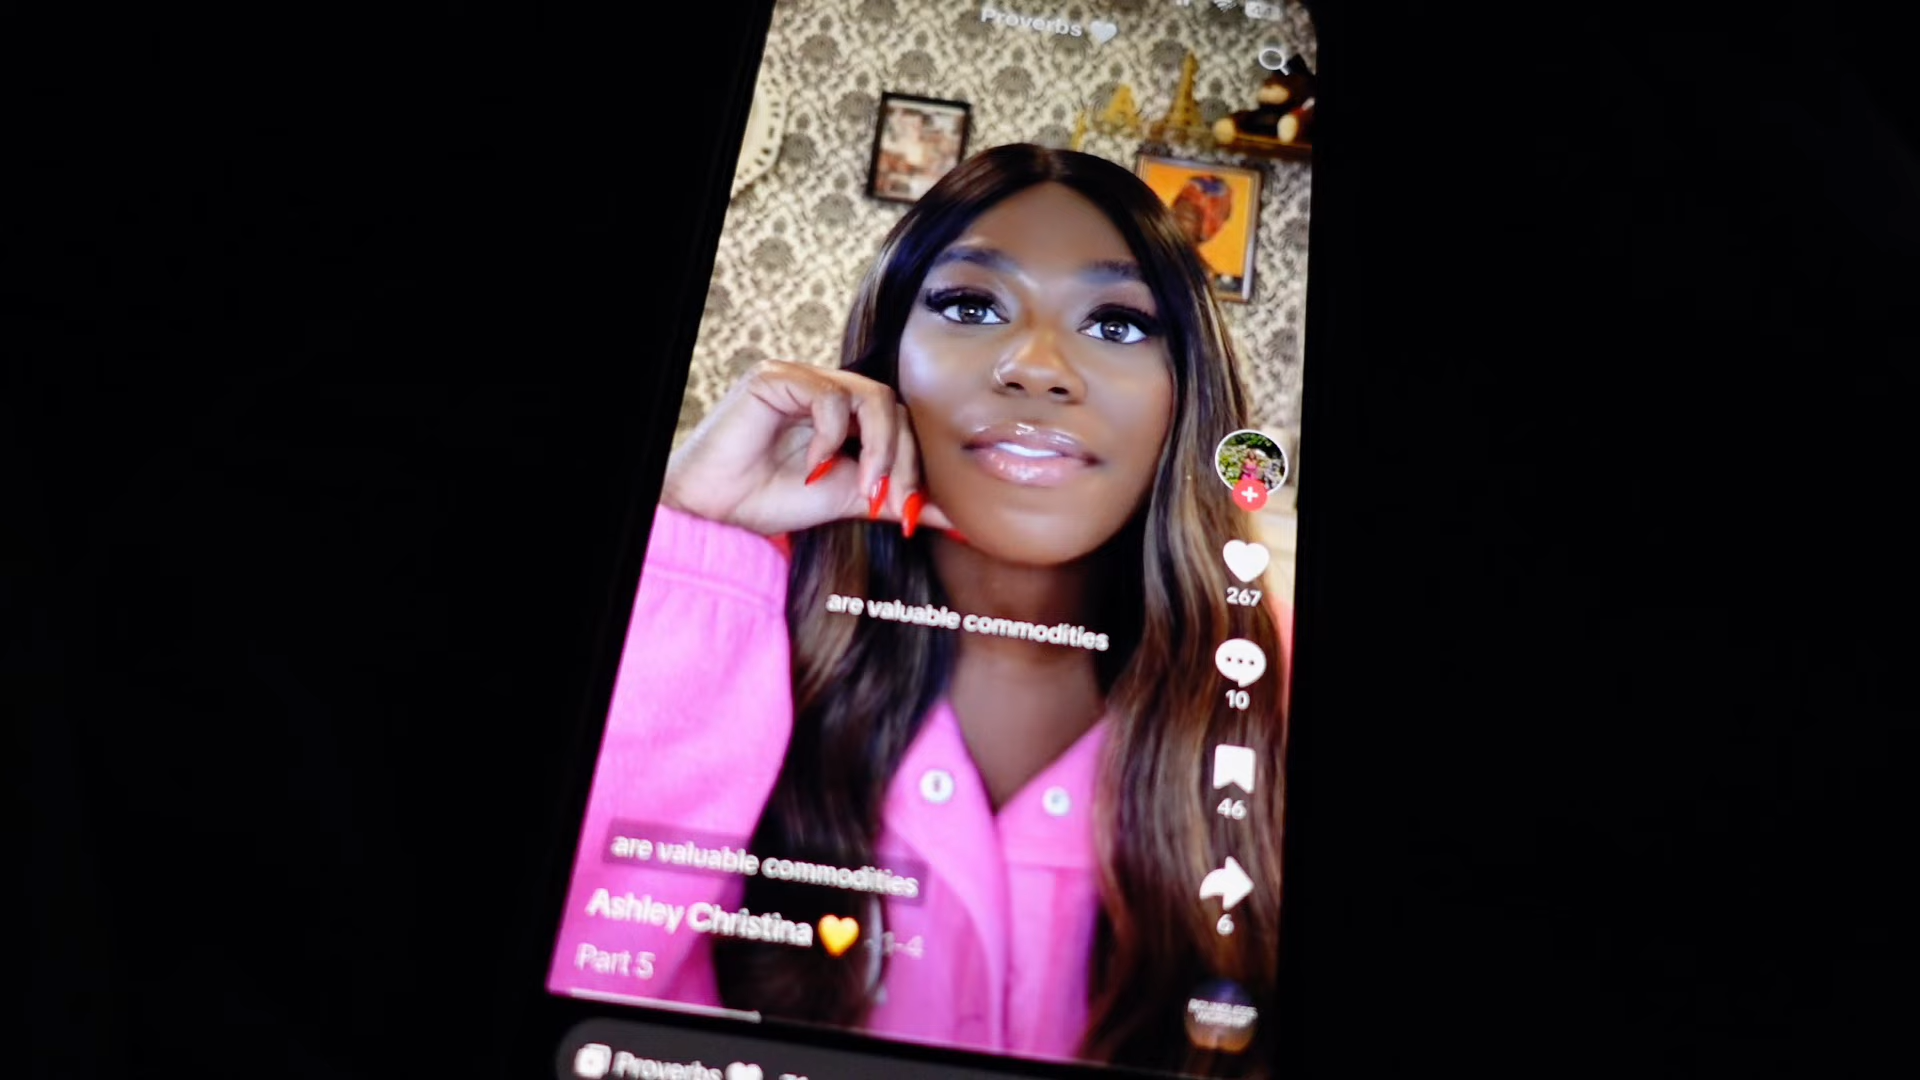 Proverbs 🤍
267
are valuable commodities
10
46
are valuable commodities
Ashley Christina 💛
6
Part 5
Proverbs 🤍